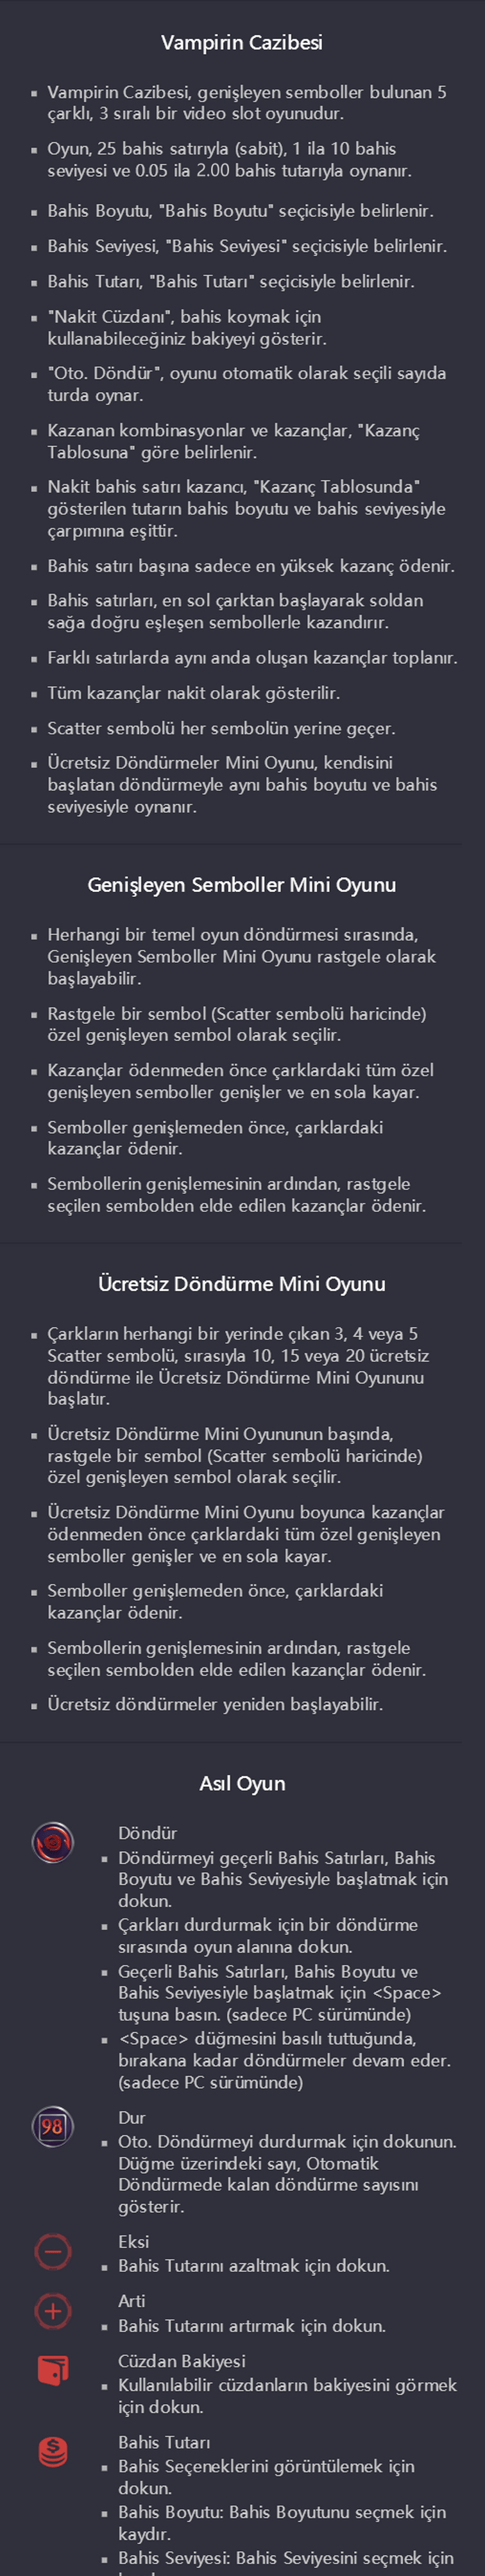 Vampirin Cazibesi
▪ Vampirin Cazibesi, genişleyen semboller bulunan 5
çarklı, 3 sıralı bir video slot oyunudur.
▪ Oyun, 25 bahis satırıyla (sabit), 1 ila 10 bahis
seviyesi ve 0.05 ila 2.00 bahis tutarıyla oynanır.
▪ Bahis Boyutu, "Bahis Boyutu" seçicisiyle belirlenir.
▪ Bahis Seviyesi, "Bahis Seviyesi" seçicisiyle belirlenir.
▪ Bahis Tutarı, "Bahis Tutarı" seçicisiyle belirlenir.
▪ "Nakit Cüzdanı", bahis koymak için
kullanabileceğiniz bakiyeyi gösterir.
▪ "Oto. Döndür", oyunu otomatik olarak seçili sayıda
turda oynar.
▪ Kazanan kombinasyonlar ve kazançlar, "Kazanç
Tablosuna" göre belirlenir.
▪ Nakit bahis satırı kazancı, "Kazanç Tablosunda"
gösterilen tutarın bahis boyutu ve bahis seviyesiyle
çarpımına eşittir.
▪ Bahis satırı başına sadece en yüksek kazanç ödenir.
▪ Bahis satırları, en sol çarktan başlayarak soldan
sağa doğru eşleşen sembollerle kazandırır.
▪ Farklı satırlarda aynı anda oluşan kazançlar toplanır.
▪ Tüm kazançlar nakit olarak gösterilir.
▪ Scatter sembolü her sembolün yerine geçer.
▪ Ücretsiz Döndürmeler Mini Oyunu, kendisini
başlatan döndürmeyle aynı bahis boyutu ve bahis
seviyesiyle oynanır.
Genişleyen Semboller Mini Oyunu
▪ Herhangi bir temel oyun döndürmesi sırasında,
Genişleyen Semboller Mini Oyunu rastgele olarak
başlayabilir.
▪ Rastgele bir sembol (Scatter sembolü haricinde)
özel genişleyen sembol olarak seçilir.
▪ Kazançlar ödenmeden önce çarklardaki tüm özel
genişleyen semboller genişler ve en sola kayar.
▪ Semboller genişlemeden önce, çarklardaki
kazançlar ödenir.
▪ Sembollerin genişlemesinin ardından, rastgele
seçilen sembolden elde edilen kazançlar ödenir.
Ücretsiz Döndürme Mini Oyunu
▪ Çarkların herhangi bir yerinde çıkan 3, 4 veya 5
Scatter sembolü, sırasıyla 10, 15 veya 20 ücretsiz
döndürme ile Ücretsiz Döndürme Mini Oyununu
başlatır.
▪ Ücretsiz Döndürme Mini Oyununun başında,
rastgele bir sembol (Scatter sembolü haricinde)
özel genişleyen sembol olarak seçilir.
▪ Ücretsiz Döndürme Mini Oyunu boyunca kazançlar
ödenmeden önce çarklardaki tüm özel genişleyen
semboller genişler ve en sola kayar.
▪ Semboller genişlemeden önce, çarklardaki
kazançlar ödenir.
▪ Sembollerin genişlemesinin ardından, rastgele
seçilen sembolden elde edilen kazançlar ödenir.
▪ Ücretsiz döndürmeler yeniden başlayabilir.
Asıl Oyun
Döndür
▪ Döndürmeyi geçerli Bahis Satırları, Bahis
Boyutu ve Bahis Seviyesiyle başlatmak için
dokun.
▪ Çarkları durdurmak için bir döndürme
sırasında oyun alanına dokun.
▪ Geçerli Bahis Satırları, Bahis Boyutu ve
Bahis Seviyesiyle başlatmak için <Space>
tuşuna basın. (sadece PC sürümünde)
▪ <Space> düğmesini basılı tuttuğunda,
bırakana kadar döndürmeler devam eder.
(sadece PC sürümünde)
98
Dur
▪ Oto. Döndürmeyi durdurmak için dokunun.
Düğme üzerindeki sayı, Otomatik
Döndürmede kalan döndürme sayısını
gösterir.
Eksi
▪ Bahis Tutarını azaltmak için dokun.
Arti
▪ Bahis Tutarını artırmak için dokun.
Cüzdan Bakiyesi
▪ Kullanılabilir cüzdanların bakiyesini görmek
için dokun.
Bahis Tutarı
▪ Bahis Seçeneklerini görüntülemek için
dokun.
▪ Bahis Boyutu: Bahis Boyutunu seçmek için
kaydır.
▪ Bahis Seviyesi: Bahis Seviyesini seçmek için